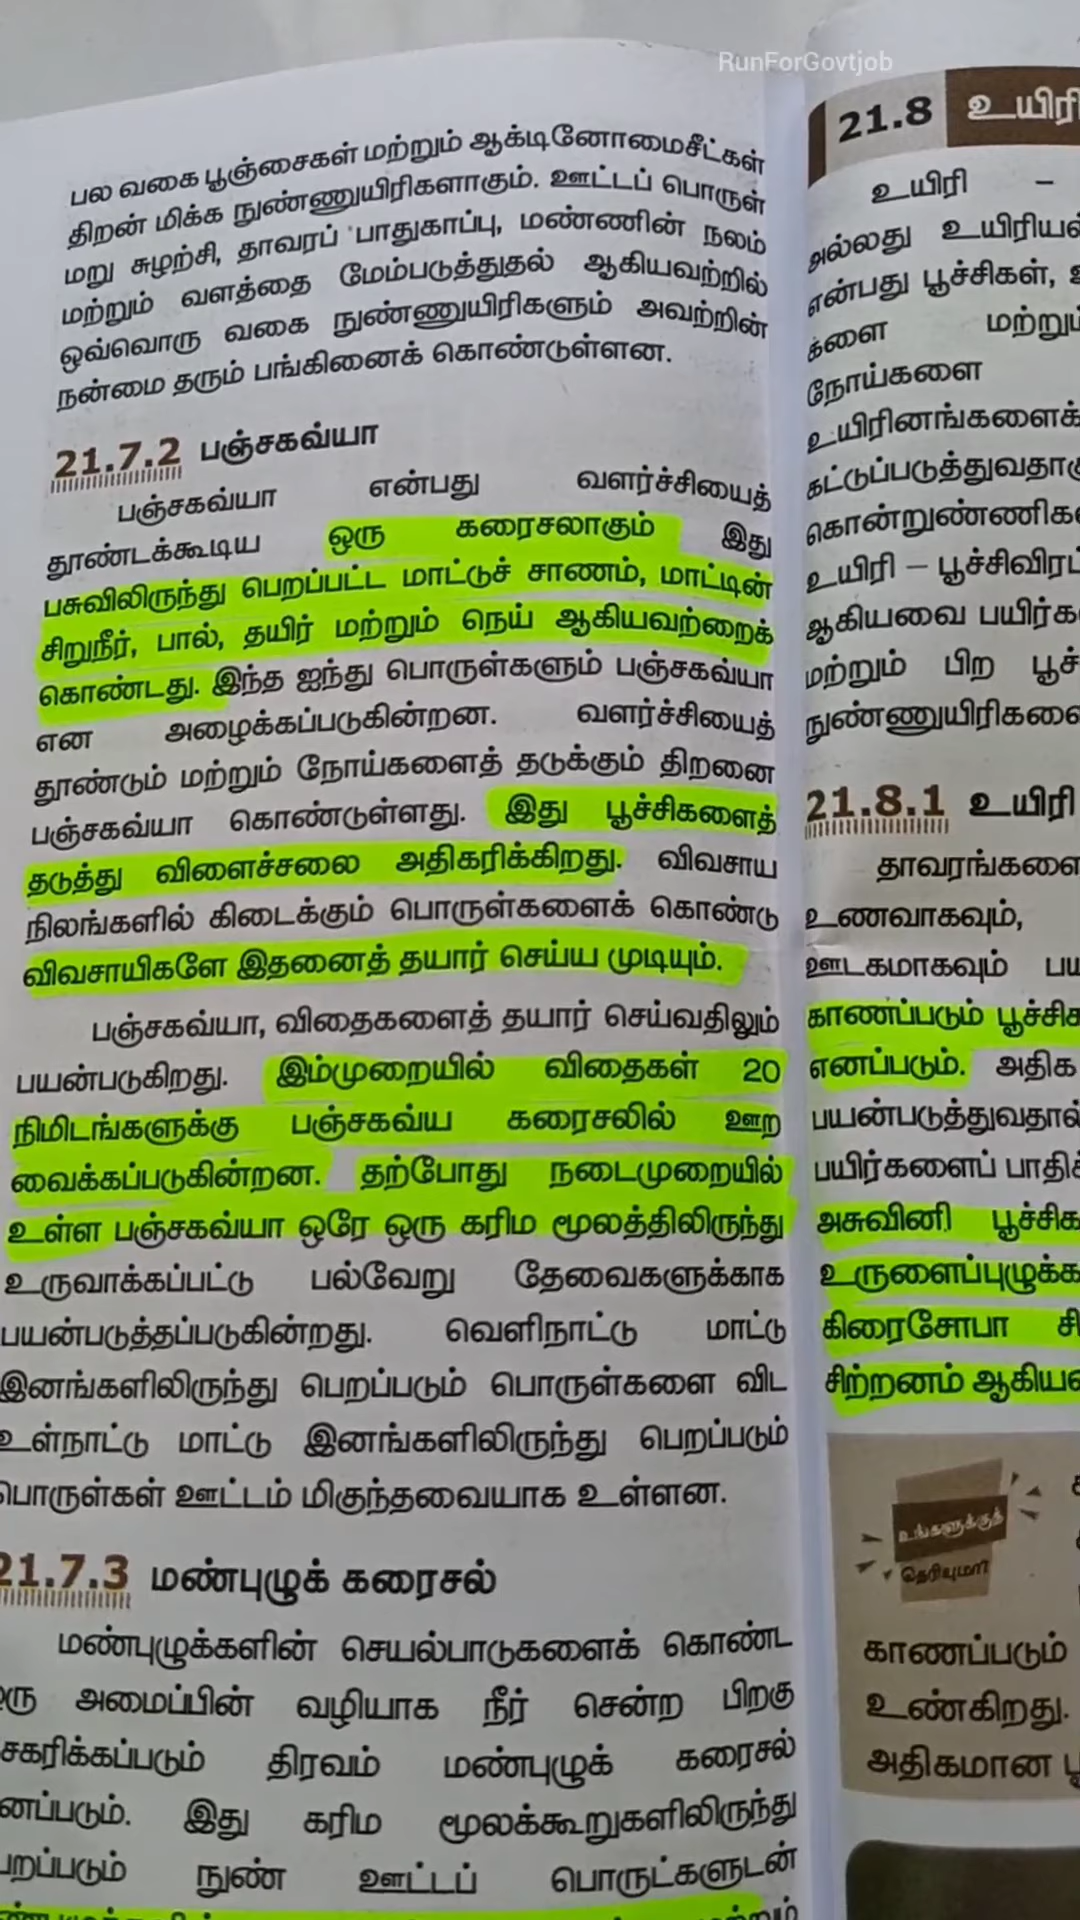 RunForGovtjob
பல வகை பூஞ்சைகள் மற்றும் ஆக்டினோமைசீட்கள்
திறன் மிக்க நுண்ணுயிரிகளாகும். ஊட்டப் பொருள்
மறு சுழற்சி, தாவரப் பாதுகாப்பு, மண்ணின் நலம்
மற்றும் வளத்தை மேம்படுத்துதல் ஆகியவற்றில்
ஒவ்வொரு வகை நுண்ணுயிரிகளும் அவற்றின்
நன்மை தரும் பங்கினைக் கொண்டுள்ளன.
21.7.2 பஞ்சகவ்யா
பஞ்சகவ்யா என்பது வளர்ச்சியைத்
தூண்டக்கூடிய ஒரு கரைசலாகும் இது
பசுவிலிருந்து பெறப்பட்ட மாட்டுச் சாணம், மாட்டின்
சிறுநீர், பால், தயிர் மற்றும் நெய் ஆகியவற்றைக்
கொண்டது. இந்த ஐந்து பொருள்களும் பஞ்சகவ்யா
என அழைக்கப்படுகின்றன. வளர்ச்சியைத்
தூண்டும் மற்றும் நோய்களைத் தடுக்கும் திறனை
பஞ்சகவ்யா கொண்டுள்ளது. இது பூச்சிகளைத்
தடுத்து விளைச்சலை அதிகரிக்கிறது. விவசாய
நிலங்களில் கிடைக்கும் பொருள்களைக் கொண்டு
விவசாயிகளே இதனைத் தயார் செய்ய முடியும்.
பஞ்சகவ்யா, விதைகளைத் தயார் செய்வதிலும்
பயன்படுகிறது. இம்முறையில் விதைகள் 20
நிமிடங்களுக்கு பஞ்சகவ்ய கரைசலில் ஊற
வைக்கப்படுகின்றன. தற்போது நடைமுறையில்
உள்ள பஞ்சகவ்யா ஒரே ஒரு கரிம மூலத்திலிருந்து
உருவாக்கப்பட்டு பல்வேறு தேவைகளுக்காக
பயன்படுத்தப்படுகின்றது. வெளிநாட்டு மாட்டு
இனங்களிலிருந்து பெறப்படும் பொருள்களை விட
உள்நாட்டு மாட்டு இனங்களிலிருந்து பெறப்படும்
பொருள்கள் ஊட்டம் மிகுந்தவையாக உள்ளன.
21.7.3 மண்புழுக் கரைசல்
மண்புழுக்களின் செயல்பாடுகளைக் கொண்ட
அமைப்பின் வழியாக நீர் சென்ற பிறகு
சேகரிக்கப்படும் திரவம் மண்புழுக் கரைசல்
னப்படும். இது கரிம மூலக்கூறுகளிலிருந்து
பறப்படும் நுண் ஊட்டப் பொருட்களுடன்
21.8 உயிரி
உயிரி –
அல்லது உயிரியல்
என்பது பூச்சிகள்,
க்களை மற்றும்
நோய்களை
உயிரினங்களைக்
கட்டுப்படுத்துவதாகு
கொன்றுண்ணிகள
உயிரி – பூச்சிவிரட்
ஆகியவை பயிர்க
மற்றும் பிற பூச்
நுண்ணுயிரிகளை
21.8.1 உயிரி
தாவரங்களை
உணவாகவும்,
ஊடகமாகவும் பய
காணப்படும் பூச்சிக
எனப்படும். அதிக
பயன்படுத்துவதால்
பயிர்களைப் பாதிக்
அசுவினி பூச்சிக
உருளைப்புழுக்க
கிரைசோபா சி
சிற்றனம் ஆகிய
உங்களுக்குத்
தெரியுமா
காணப்படும்
உண்கிறது.
அதிகமான பூ